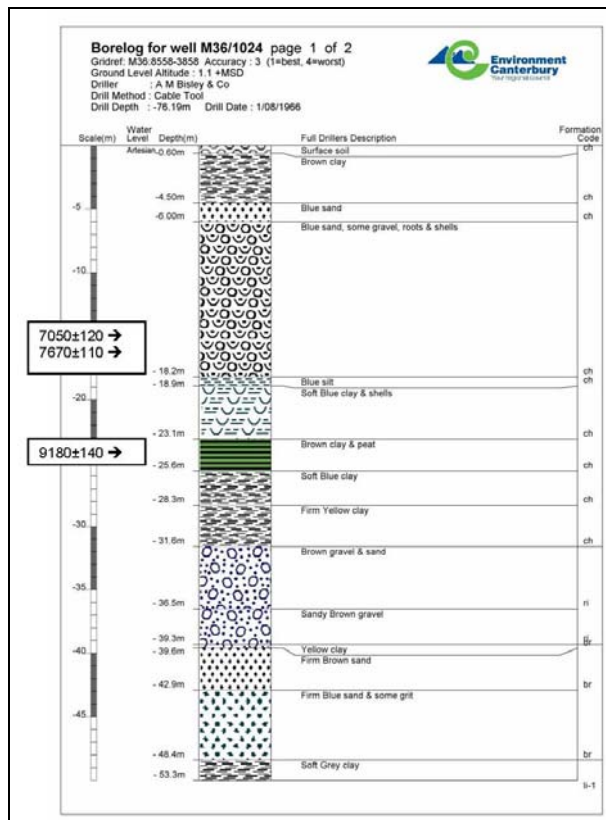 Borelog for well M36/1024 page 1 of 2
Gridref: M36:8558-3858 Accuracy : 3 (1=best, 4=worst)
Ground Level Altitude : 1.1 +MSD
Driller : A M Bisley & Co
Drill Method : Cable Tool
Drill Depth : -76.19m Drill Date : 1/08/1966
Environment
Canterbury
Your regional council
Scale(m) Water Level Depth(m) Full Drillers Description Formation Code
Artesian -0.60m Surface soil ch
Brown clay
-4.50m ch
-5 Blue sand
-6.00m ch
Blue sand, some gravel, roots & shells
-10
7050±120 →
7670±110 →
- 18.2m ch
Blue silt
- 18.9m ch
Soft Blue clay & shells
-20
- 23.1m ch
Brown clay & peat
9180±140 →
- 25.6m ch
Soft Blue clay
- 28.3m ch
Firm Yellow clay
-30
- 31.6m ch
Brown gravel & sand
-35
- 36.5m ri
Sandy Brown gravel
- 39.3m ri
br
-40 - 39.6m Yellow clay
Firm Brown sand
- 42.9m br
Firm Blue sand & some grit
-45
- 48.4m br
Soft Grey clay
- 53.3m
li-1